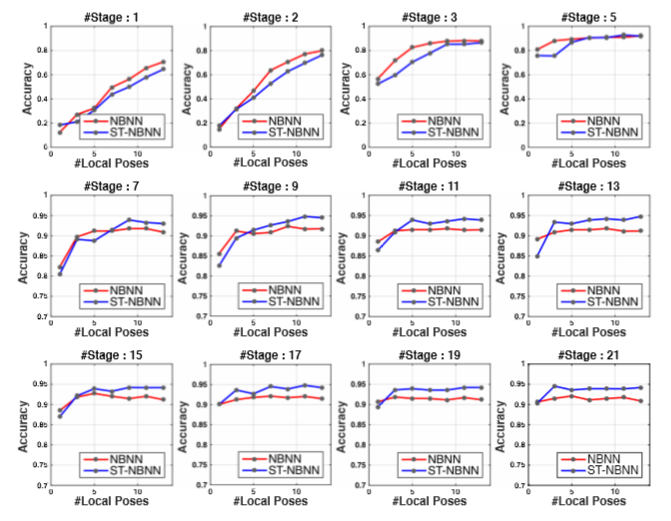 #Stage : 1
#Stage : 2
#Stage : 3
#Stage : 5
Accuracy
1
0.8
0.6
0.4
0.2
0
NBNN
ST-NBNN
0
5
10
#Local Poses
Accuracy
1
0.8
0.6
0.4
0.2
0
NBNN
ST-NBNN
0
5
10
#Local Poses
Accuracy
1
0.8
0.6
0.4
0.2
0
NBNN
ST-NBNN
0
5
10
#Local Poses
Accuracy
1
0.8
0.6
0.4
0.2
0
NBNN
ST-NBNN
0
5
10
#Local Poses
#Stage : 7
#Stage : 9
#Stage : 11
#Stage : 13
Accuracy
1
0.95
0.9
0.85
0.8
0.75
0.7
NBNN
ST-NBNN
0
5
10
#Local Poses
Accuracy
1
0.95
0.9
0.85
0.8
0.75
0.7
NBNN
ST-NBNN
0
5
10
#Local Poses
Accuracy
1
0.95
0.9
0.85
0.8
0.75
0.7
NBNN
ST-NBNN
0
5
10
#Local Poses
Accuracy
1
0.95
0.9
0.85
0.8
0.75
0.7
NBNN
ST-NBNN
0
5
10
#Local Poses
#Stage : 15
#Stage : 17
#Stage : 19
#Stage : 21
Accuracy
1
0.95
0.9
0.85
0.8
0.75
0.7
NBNN
ST-NBNN
0
5
10
#Local Poses
Accuracy
1
0.95
0.9
0.85
0.8
0.75
0.7
NBNN
ST-NBNN
0
5
10
#Local Poses
Accuracy
1
0.95
0.9
0.85
0.8
0.75
0.7
NBNN
ST-NBNN
0
5
10
#Local Poses
Accuracy
1
0.95
0.9
0.85
0.8
0.75
0.7
NBNN
ST-NBNN
0
5
10
#Local Poses